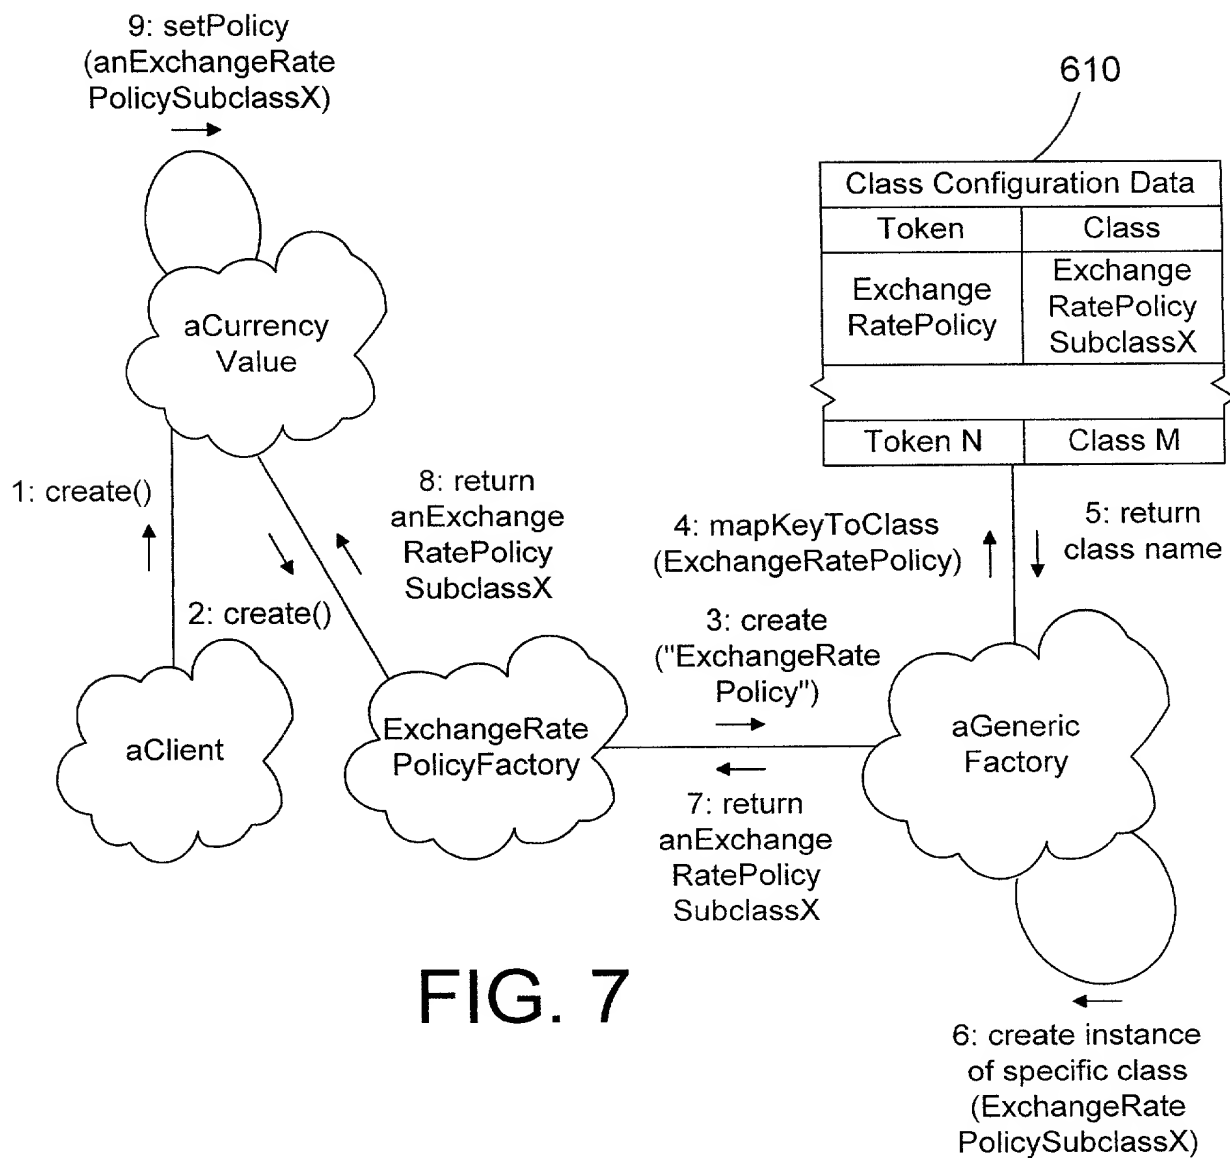 9: setPolicy
(anExchangeRate
PolicySubclassX)
610
Class Configuration Data
Token
Class
Exchange
RatePolicy
Exchange
RatePolicy
SubclassX
Token N
Class M
aCurrency
Value
1: create()
8: return
anExchange
RatePolicy
SubclassX
2: create()
4: mapKeyToClass
(ExchangeRatePolicy)
5: return
class name
3: create
("ExchangeRate
Policy")
aClient
ExchangeRate
PolicyFactory
aGeneric
Factory
7: return
anExchange
RatePolicy
SubclassX
FIG. 7
6: create instance
of specific class
(ExchangeRate
PolicySubclassX)